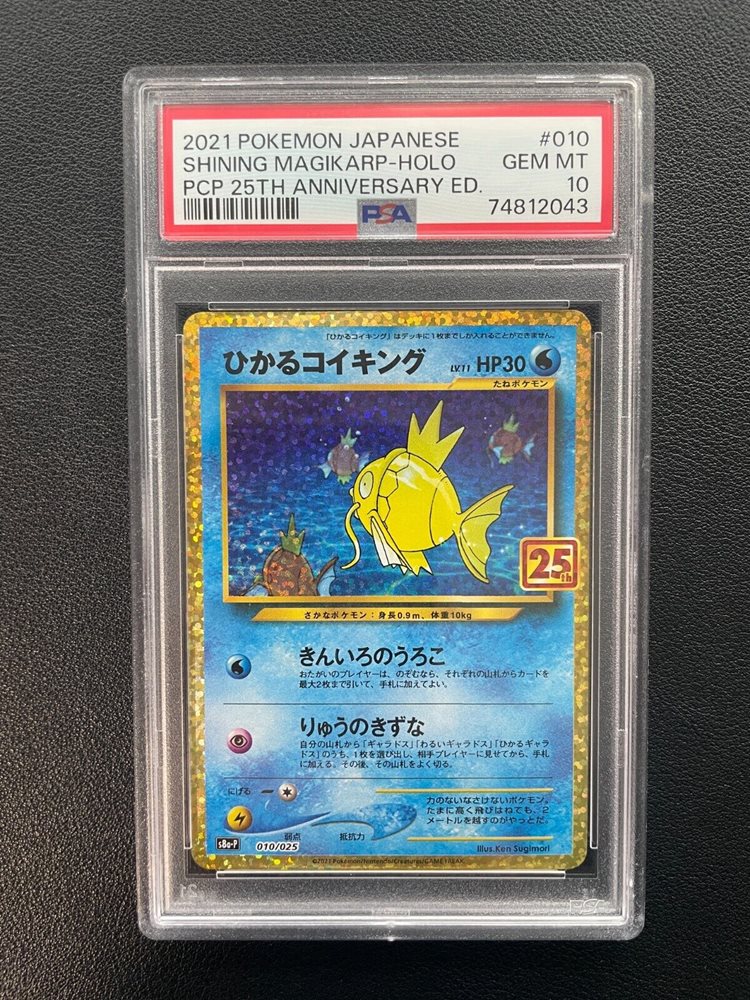 2021 POKEMON JAPANESE #010
SHINING MAGIKARP-HOLO GEM MT
PCP 25TH ANNIVERSARY ED. 10
PSA 74812043
「ひかるコイキング」はデッキに1枚までしか入れることができません。
ひかるコイキング LV.11 HP30
たねポケモン
25th
さかなポケモン：身長0.9m、体重10kg
きんいろのうろこ
おたがいのプレイヤーは、のぞむなら、それぞれの山札からカードを
最大2枚まで引いて、手札に加えてよい。
りゅうのきずな
自分の山札から「ギャラドス」「わるいギャラドス」「ひかるギャラ
ドス」のうち、1枚を選び出し、相手プレイヤーに見せてから、手札
に加える。その後、その山札をよく切る。
にげる
力のないなさけないポケモン。
たまに高く飛びはねても、2
メートルを越すのがやっとだ。
弱点 抵抗力
s8a-P 010/025 Illus.Ken Sugimori
©2021 Pokémon/Nintendo/Creatures/GAME FREAK.